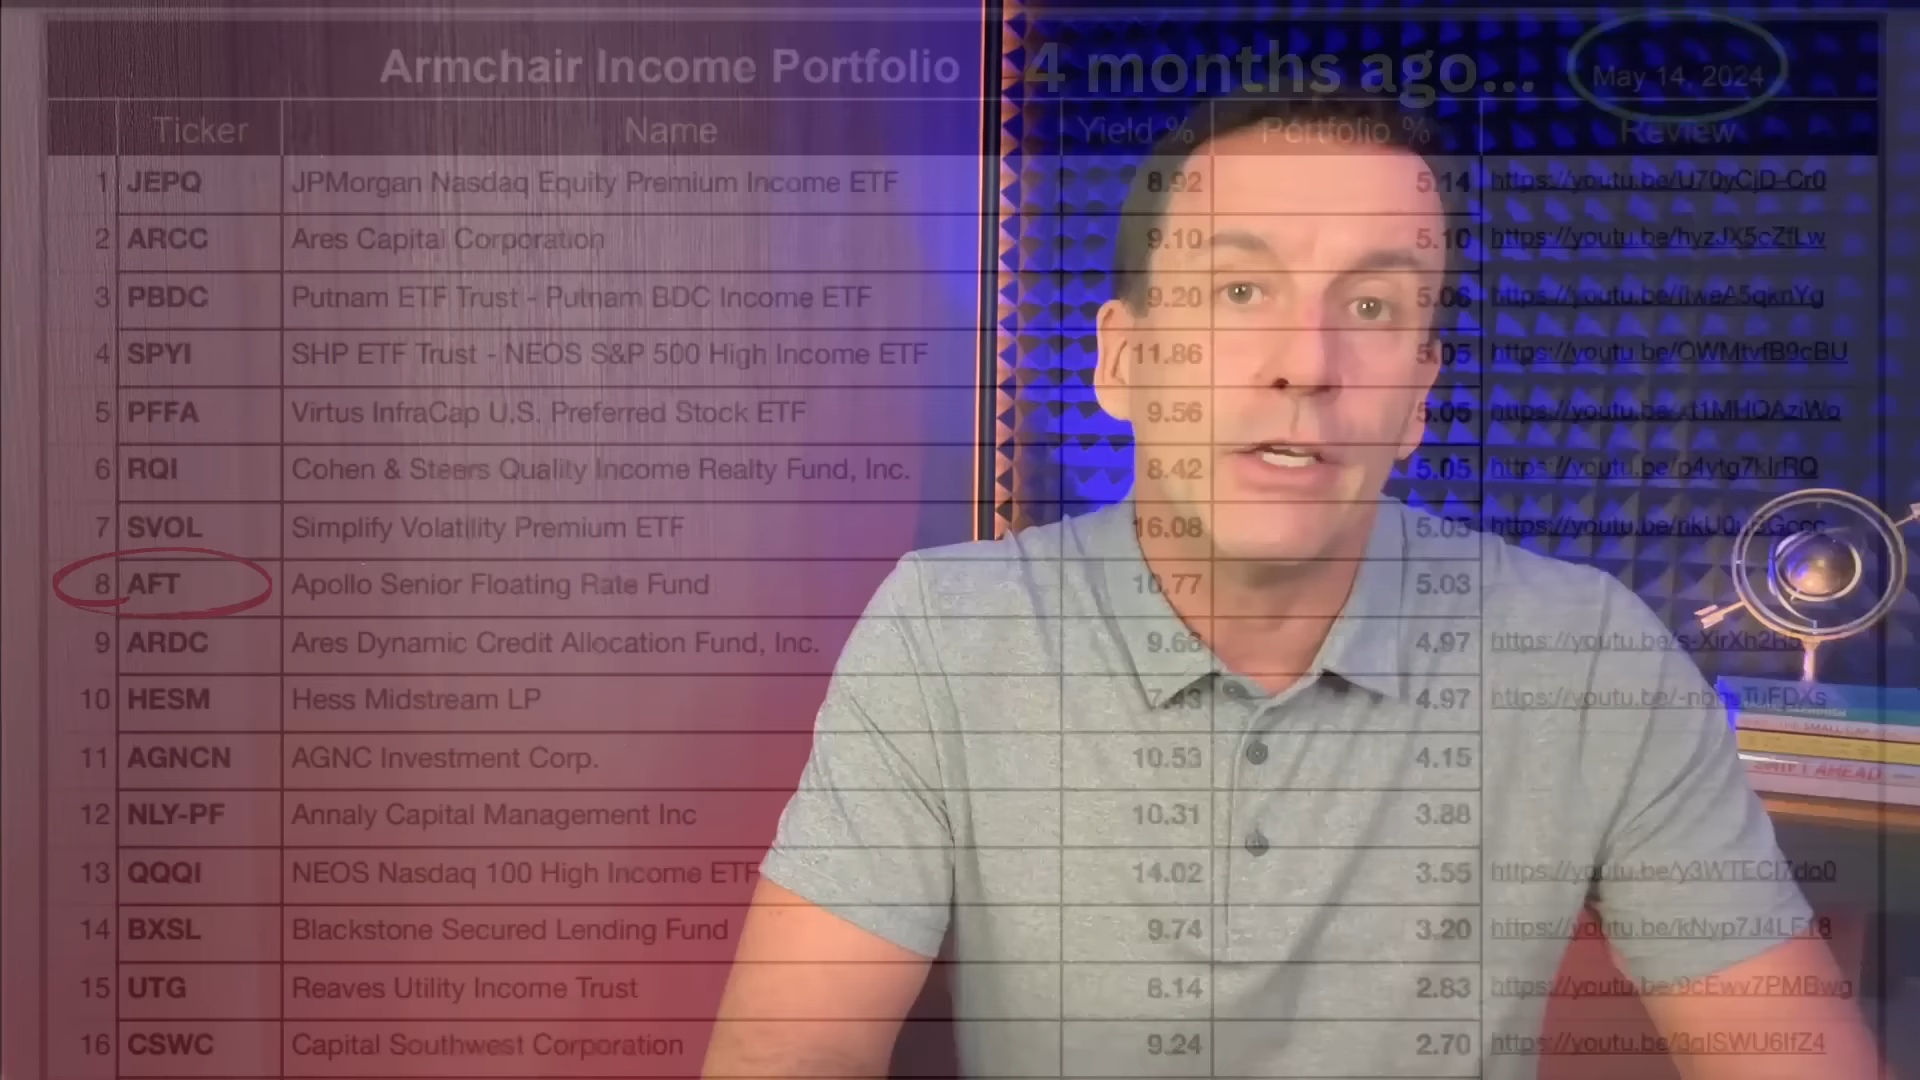 Armchair Income Portfolio 4 months ago... May 14, 2024
Ticker Name Yield % Portfolio % Review
1 JEPQ JPMorgan Nasdaq Equity Premium Income ETF 8.92 5.14 https://youtu.be/U70yCjD-Cr0
2 ARCC Ares Capital Corporation 9.10 5.10 https://youtu.be/hyzJX5cZfLw
3 PBDC Putnam ETF Trust - Putnam BDC Income ETF 9.20 5.06
4 SPYI SHP ETF Trust - NEOS S&P 500 High Income ETF 11.86 5.05 https://youtu.be/OWMtvfB9cBU
5 PFFA Virtus InfraCap U.S. Preferred Stock ETF 9.56 5.05
6 RQI Cohen & Steers Quality Income Realty Fund, Inc. 8.42 5.05
7 SVOL Simplify Volatility Premium ETF 16.08 5.05
8 AFT Apollo Senior Floating Rate Fund 10.77 5.03
9 ARDC Ares Dynamic Credit Allocation Fund, Inc. 9.66 4.97
10 HESM Hess Midstream LP 7.43 4.97
11 AGNCN AGNC Investment Corp. 10.53 4.15
12 NLY-PF Annaly Capital Management Inc 10.31 3.88
13 QQQI NEOS Nasdaq 100 High Income ETF 14.02 3.55
14 BXSL Blackstone Secured Lending Fund 9.74 3.20 https://youtu.be/kNyp7J4LF18
15 UTG Reaves Utility Income Trust 2.83
16 CSWC Capital Southwest Corporation 9.24 2.70